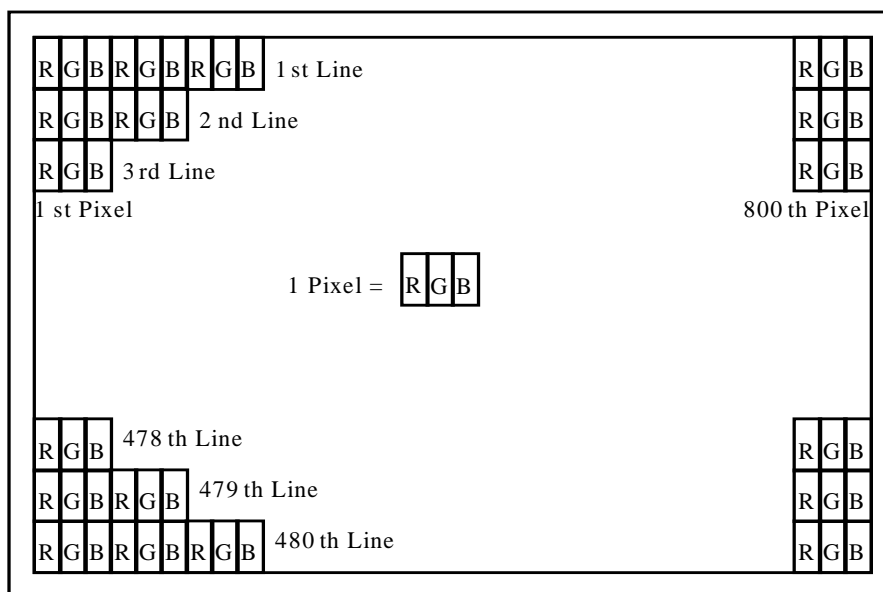 R G B R G B R G B 1 st Line R G B
R G B R G B 2 nd Line R G B
R G B 3 rd Line R G B
1 st Pixel 800 th Pixel
1 Pixel = R G B
R G B 478 th Line R G B
R G B R G B 479 th Line R G B
R G B R G B R G B 480 th Line R G B